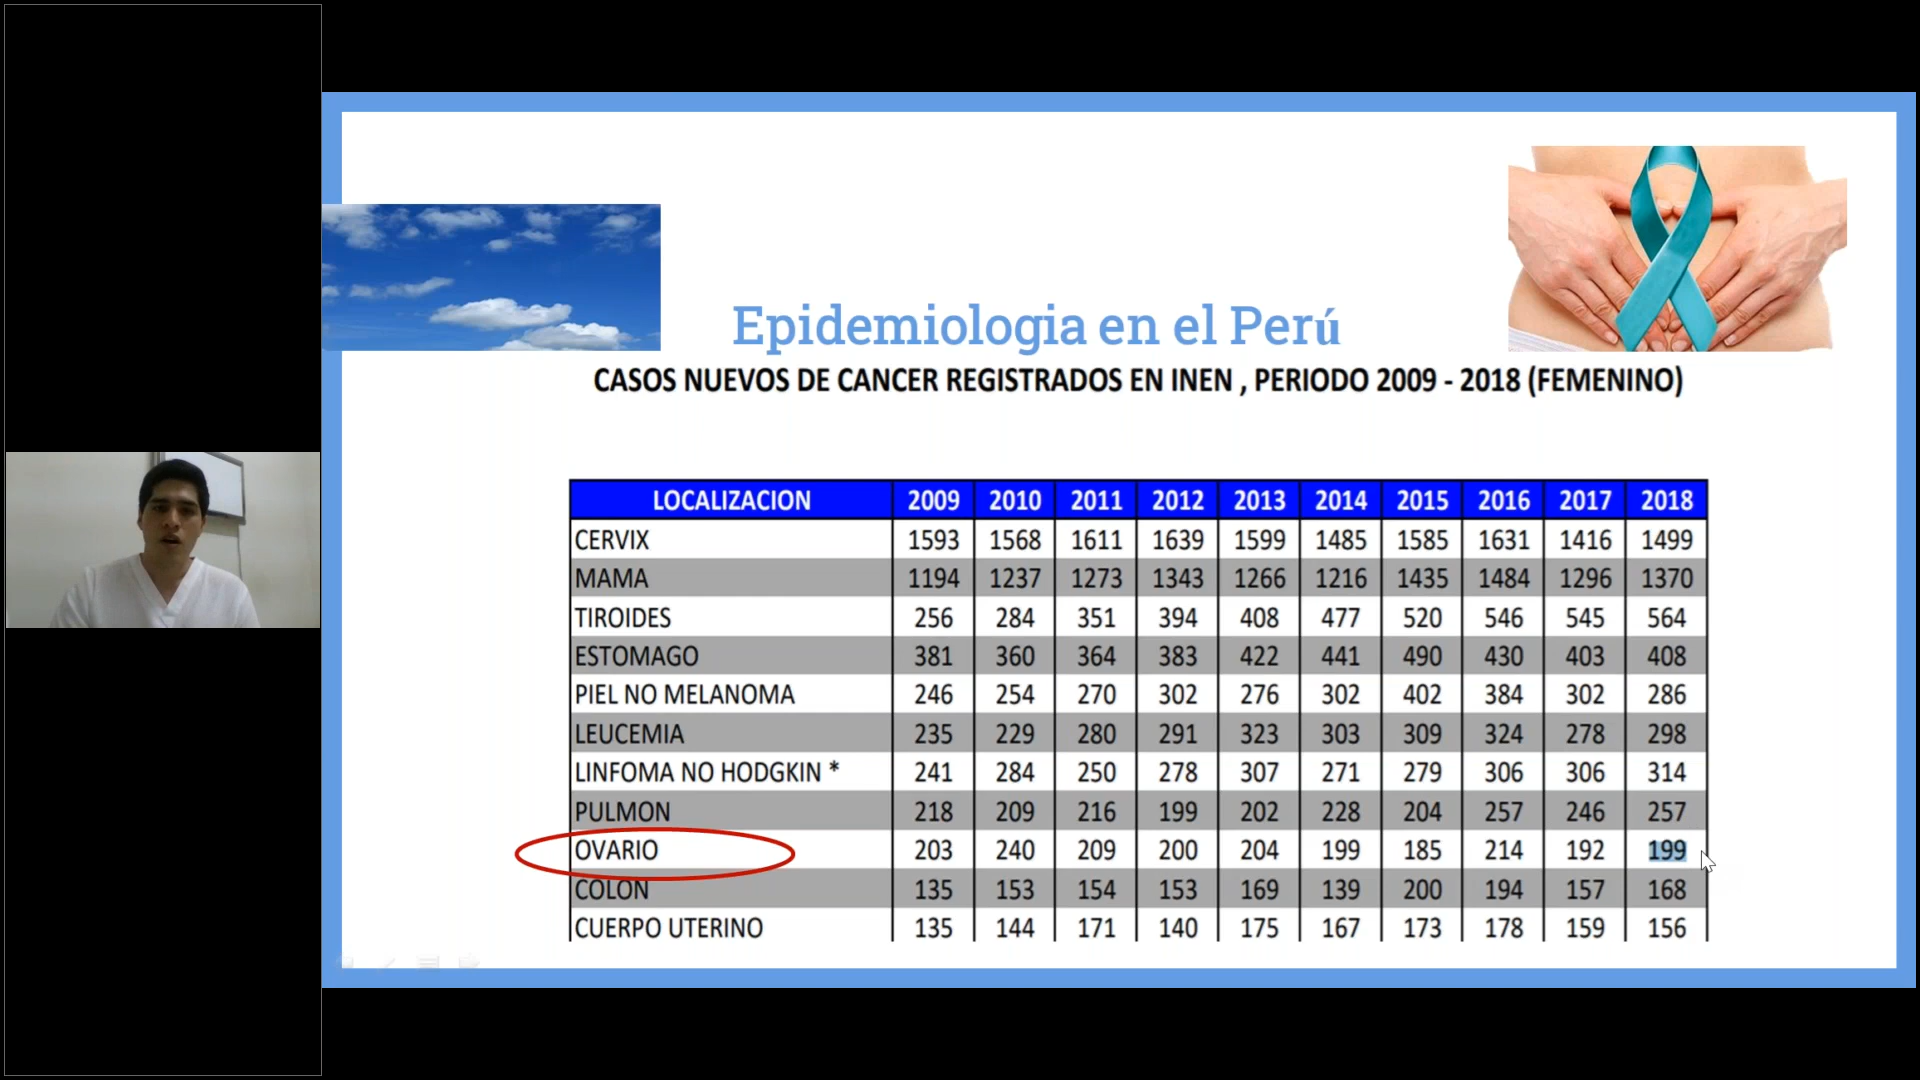 Epidemiologia en el Perú
CASOS NUEVOS DE CANCER REGISTRADOS EN INEN , PERIODO 2009 - 2018 (FEMENINO)
LOCALIZACION 2009 2010 2011 2012 2013 2014 2015 2016 2017 2018
CERVIX 1593 1568 1611 1639 1599 1485 1585 1631 1416 1499
MAMA 1194 1237 1273 1343 1266 1216 1435 1484 1296 1370
TIROIDES 256 284 351 394 408 477 520 546 545 564
ESTOMAGO 381 360 364 383 422 441 490 430 403 408
PIEL NO MELANOMA 246 254 270 302 276 302 402 384 302 286
LEUCEMIA 235 229 280 291 323 303 309 324 278 298
LINFOMA NO HODGKIN * 241 284 250 278 307 271 279 306 306 314
PULMON 218 209 216 199 202 228 204 257 246 257
OVARIO 203 240 209 200 204 199 185 214 192 199
COLON 135 153 154 153 169 139 200 194 157 168
CUERPO UTERINO 135 144 171 140 175 167 173 178 159 156